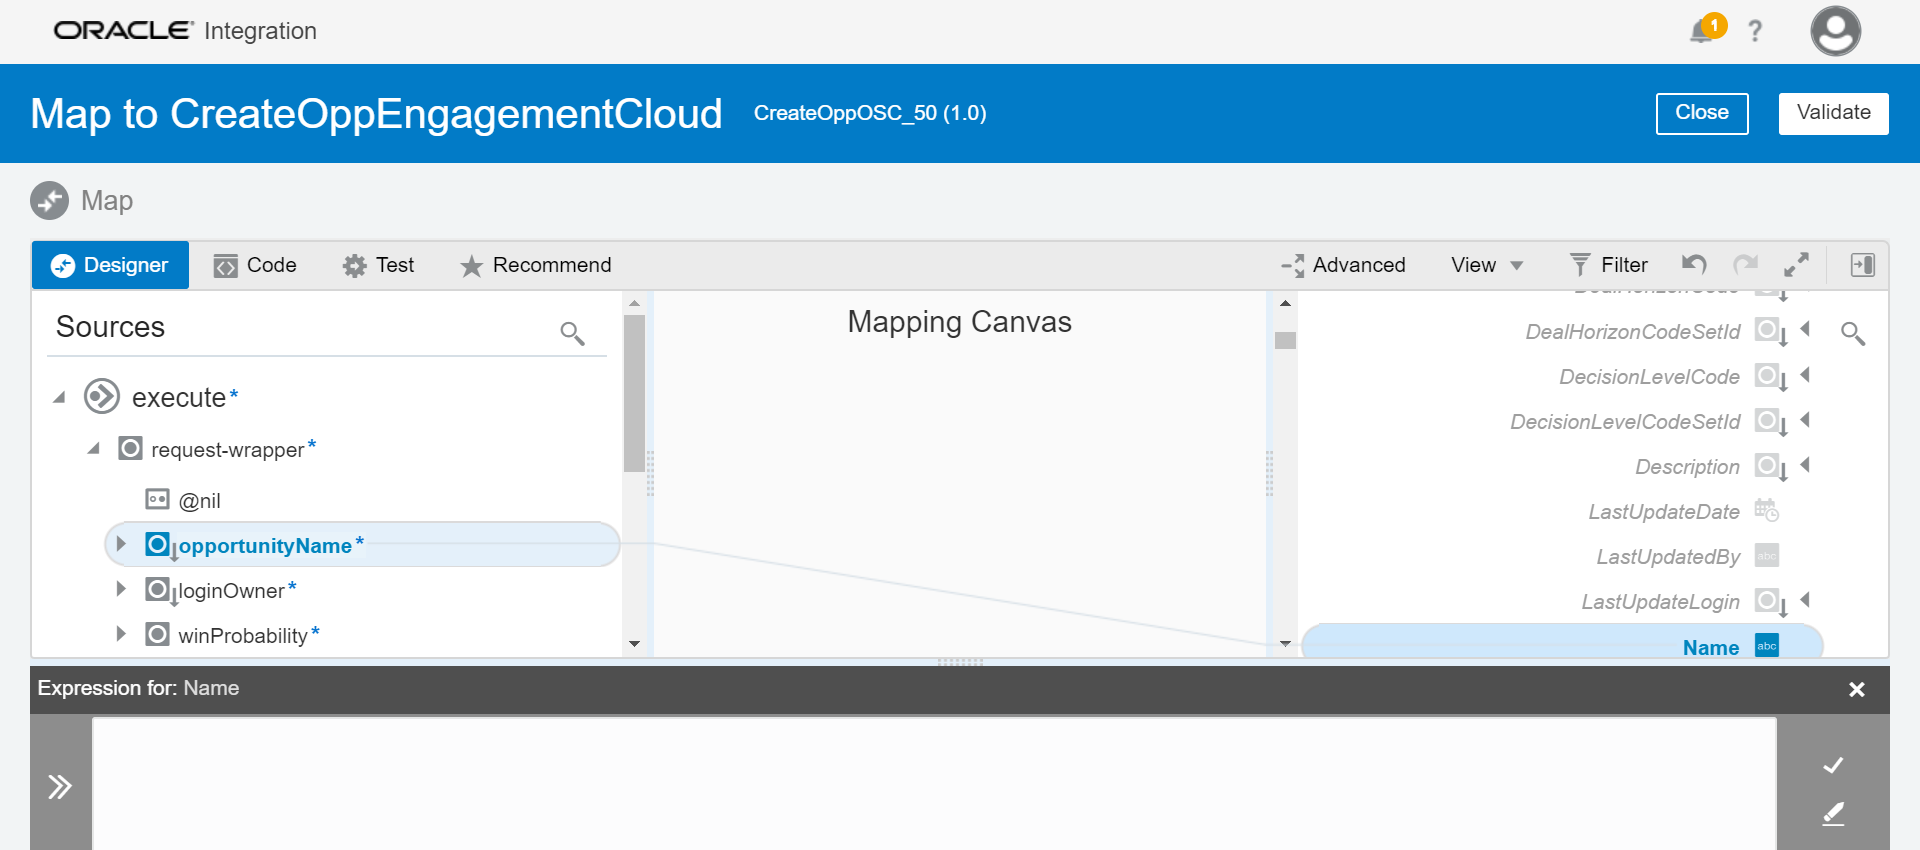 ORACLE Integration
1
?
Map to CreateOppEngagementCloud CreateOppOSC_50 (1.0)
Close Validate
Map
Designer Code Test Recommend Advanced View Filter
Sources
Mapping Canvas
execute*
request-wrapper*
@nil
opportunityName*
loginOwner*
winProbability*
DealHorizonCodeSetId
DecisionLevelCode
DecisionLevelCodeSetId
Description
LastUpdateDate
LastUpdatedBy abc
LastUpdateLogin
Name abc
Expression for: Name